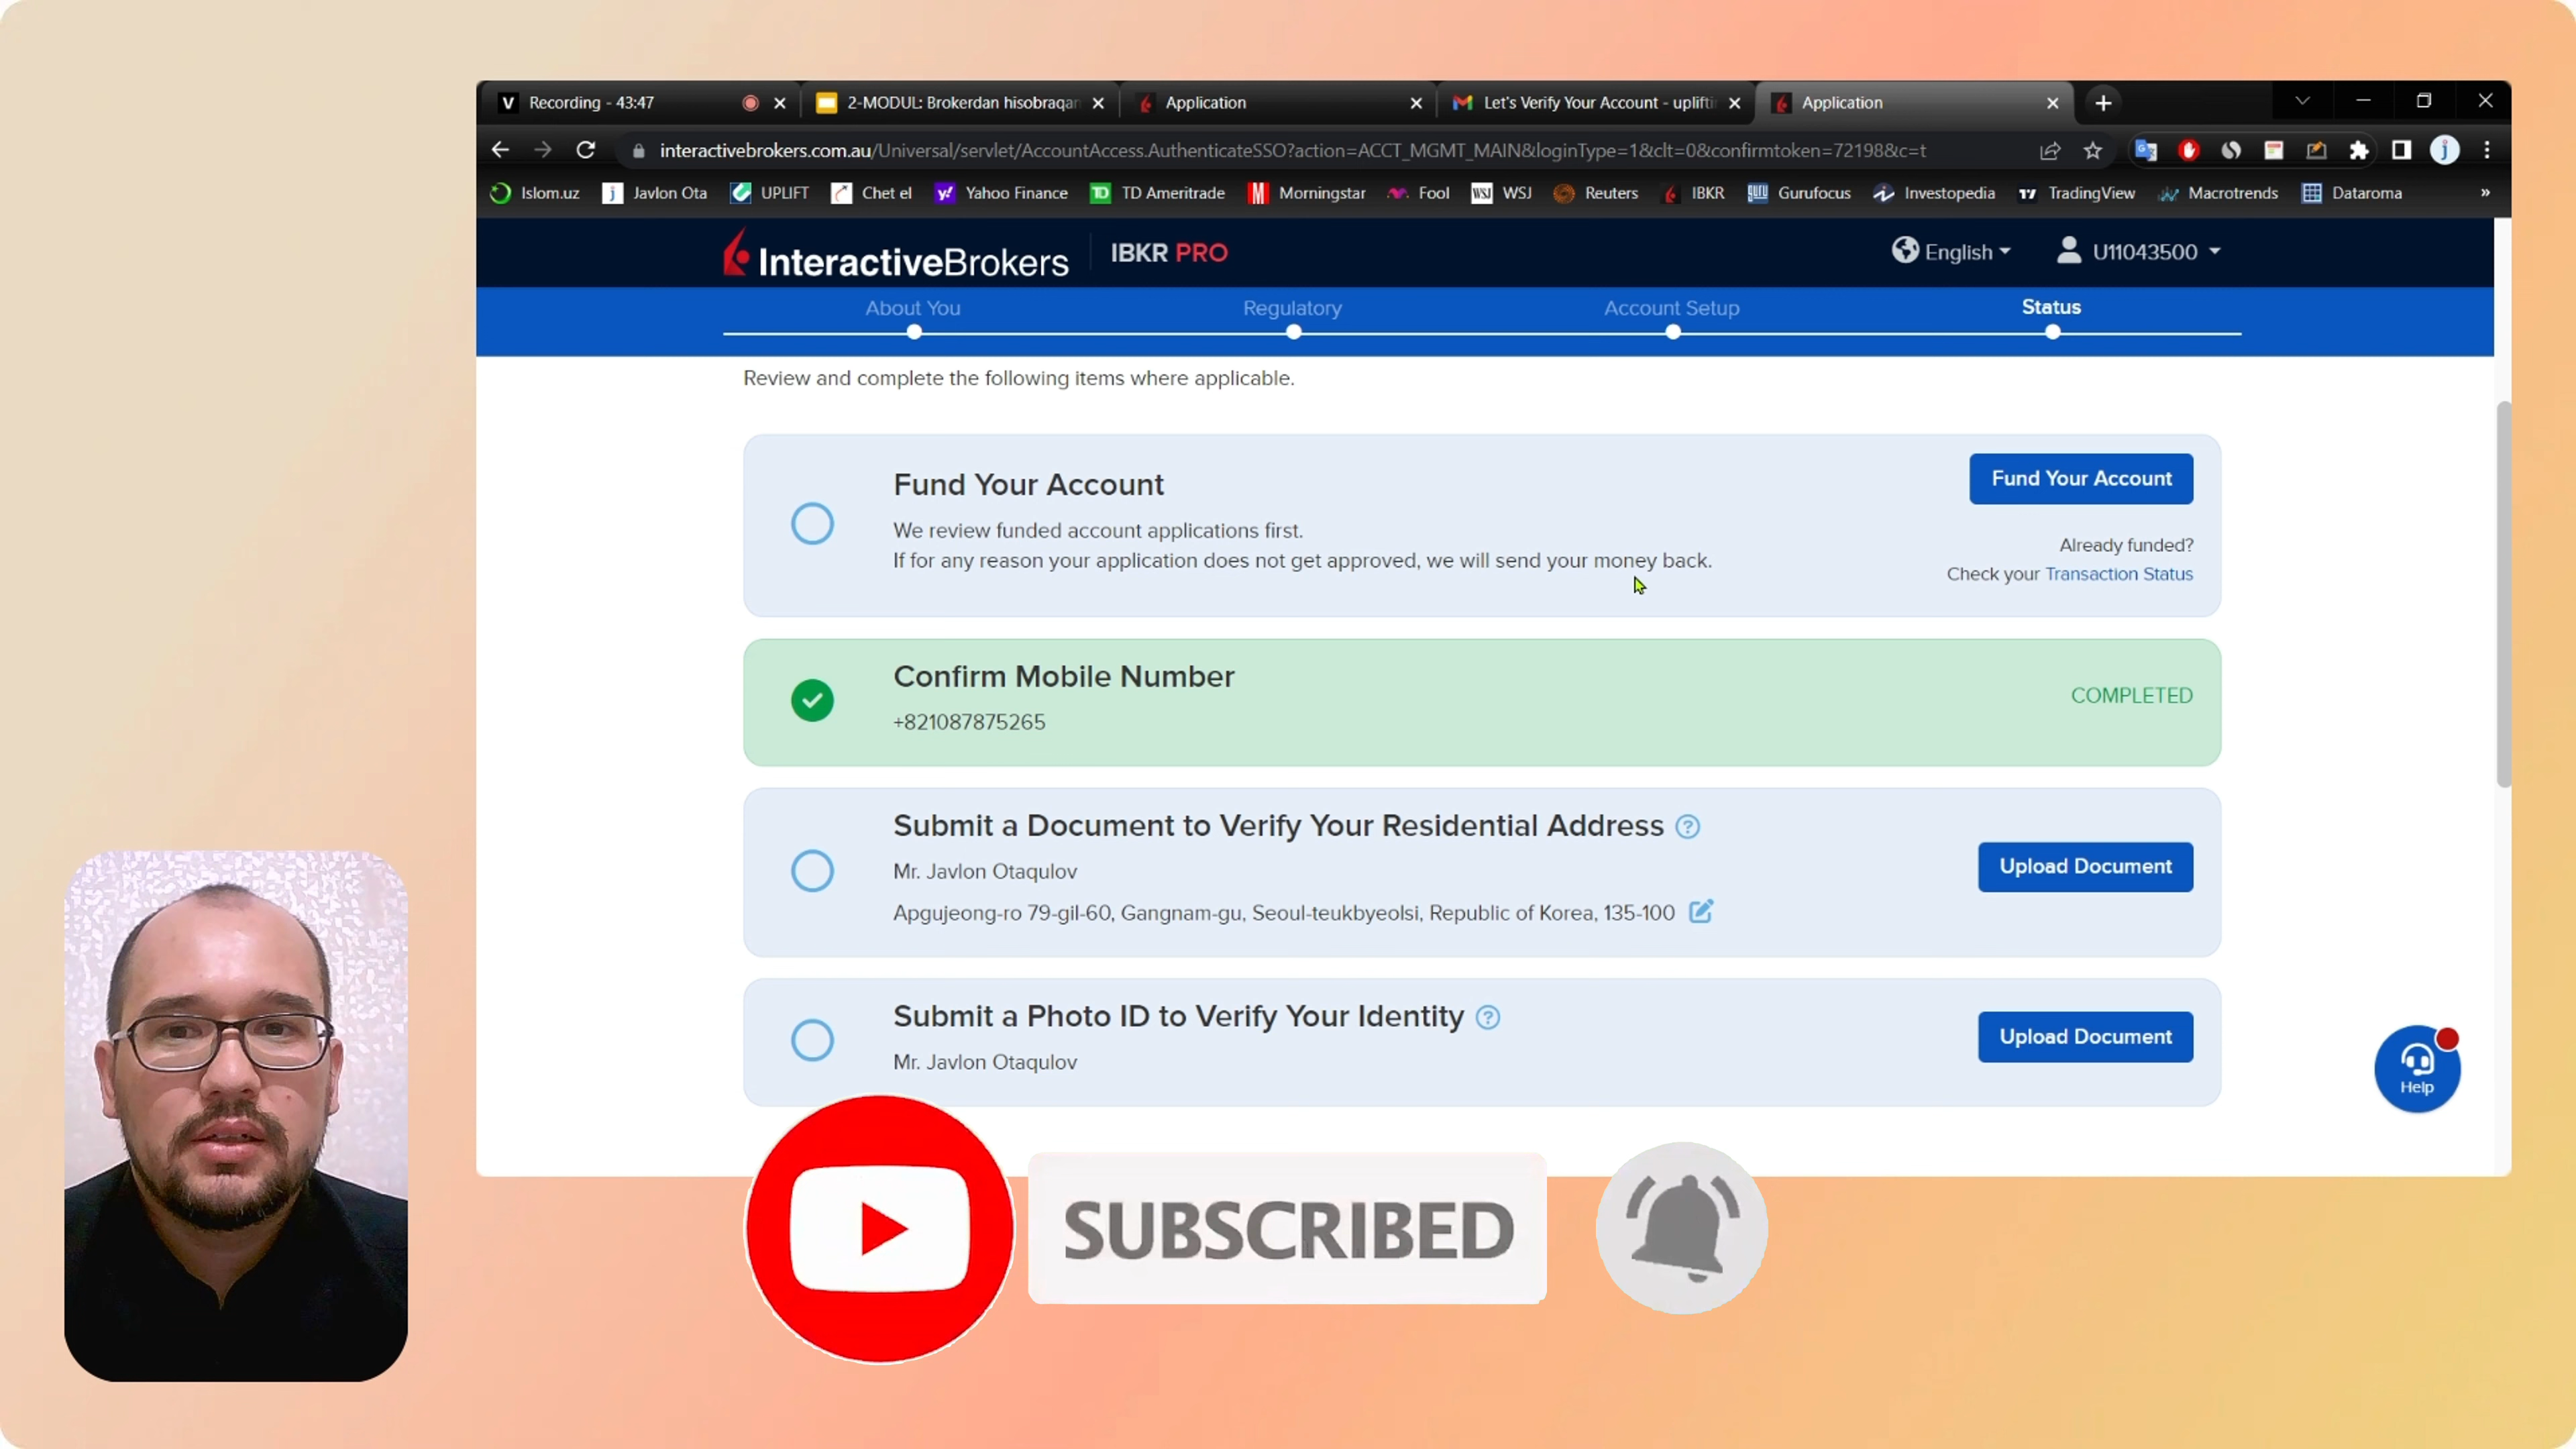 Recording - 43:47
2-MODUL: Brokerdan hisobraqan
Application
Let's Verify Your Account - uplifti
Application
interactivebrokers.com.au/Universal/servlet/AccountAccess.AuthenticateSSO?action=ACCT_MGMT_MAIN&loginType=1&clt=0&confirmtoken=72198&c=t
Islom.uz
Javlon Ota
UPLIFT
Chet el
Yahoo Finance
TD Ameritrade
Morningstar
Fool
WSJ
Reuters
IBKR
Gurufocus
Investopedia
TradingView
Macrotrends
Dataroma
»
InteractiveBrokers
IBKR PRO
English
U11043500
About You
Regulatory
Account Setup
Status
Review and complete the following items where applicable.
Fund Your Account
Fund Your Account
We review funded account applications first.
If for any reason your application does not get approved, we will send your money back.
Already funded?
Check your Transaction Status
Confirm Mobile Number
COMPLETED
+821087875265
Submit a Document to Verify Your Residential Address
Mr. Javlon Otaqulov
Upload Document
Apgujeong-ro 79-gil-60, Gangnam-gu, Seoul-teukbyeolsi, Republic of Korea, 135-100
Submit a Photo ID to Verify Your Identity
Upload Document
Mr. Javlon Otaqulov
Help
SUBSCRIBED